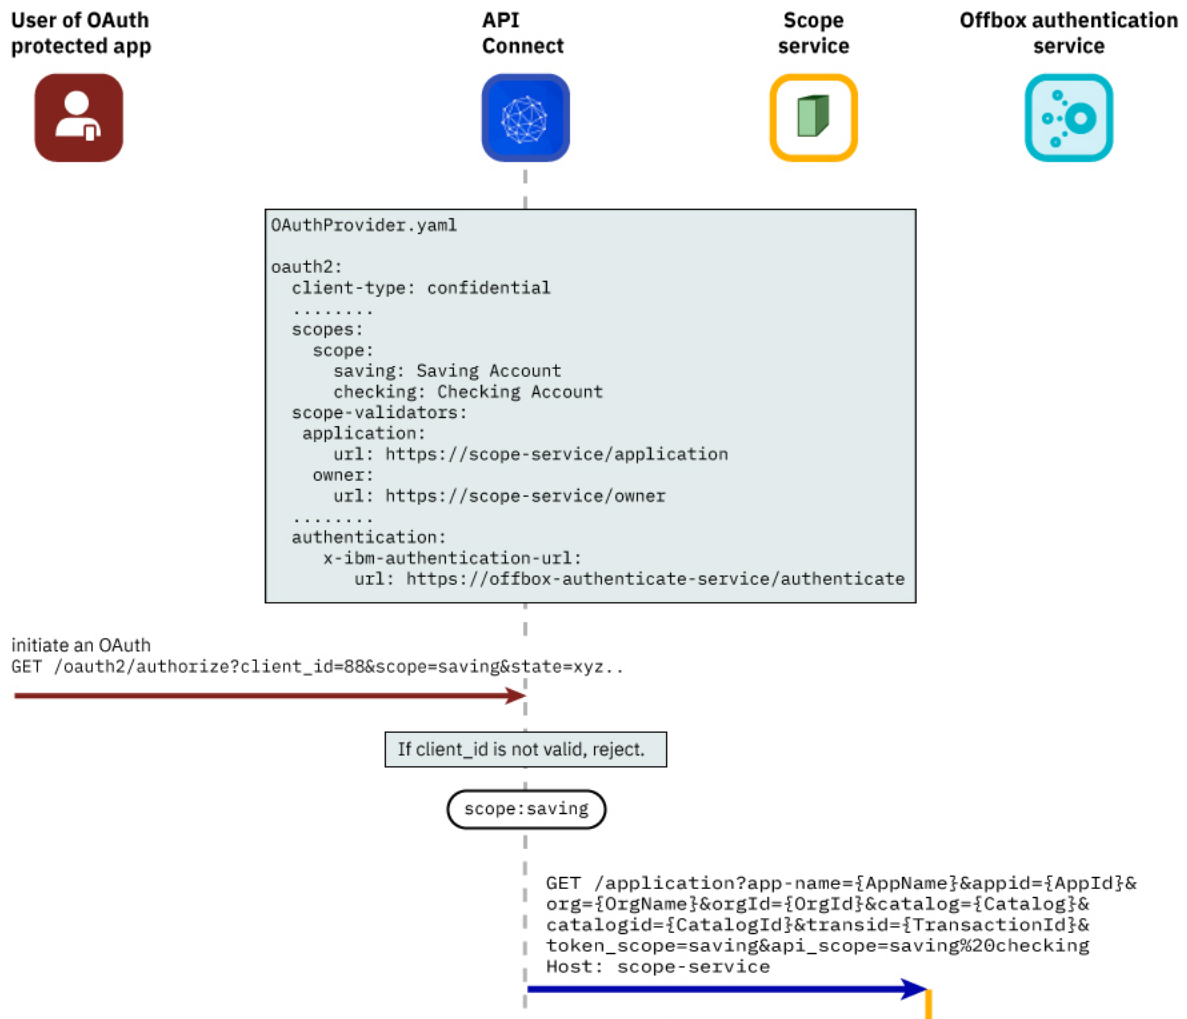 User of OAuth
protected app
API
Connect
Scope
service
Offbox authentication
service
OAuthProvider.yaml
oauth2:
  client-type: confidential
  ........
  scopes:
    scope:
      saving: Saving Account
      checking: Checking Account
  scope-validators:
   application:
      url: https://scope-service/application
    owner:
      url: https://scope-service/owner
  ........
  authentication:
     x-ibm-authentication-url:
        url: https://offbox-authenticate-service/authenticate
initiate an OAuth
GET /oauth2/authorize?client_id=88&scope=saving&state=xyz..
If client_id is not valid, reject.
scope:saving
GET /application?app-name={AppName}&appid={AppId}&
org={OrgName}&orgId={OrgId}&catalog={Catalog}&
catalogid={CatalogId}&transid={TransactionId}&
token_scope=saving&api_scope=saving%20checking
Host: scope-service